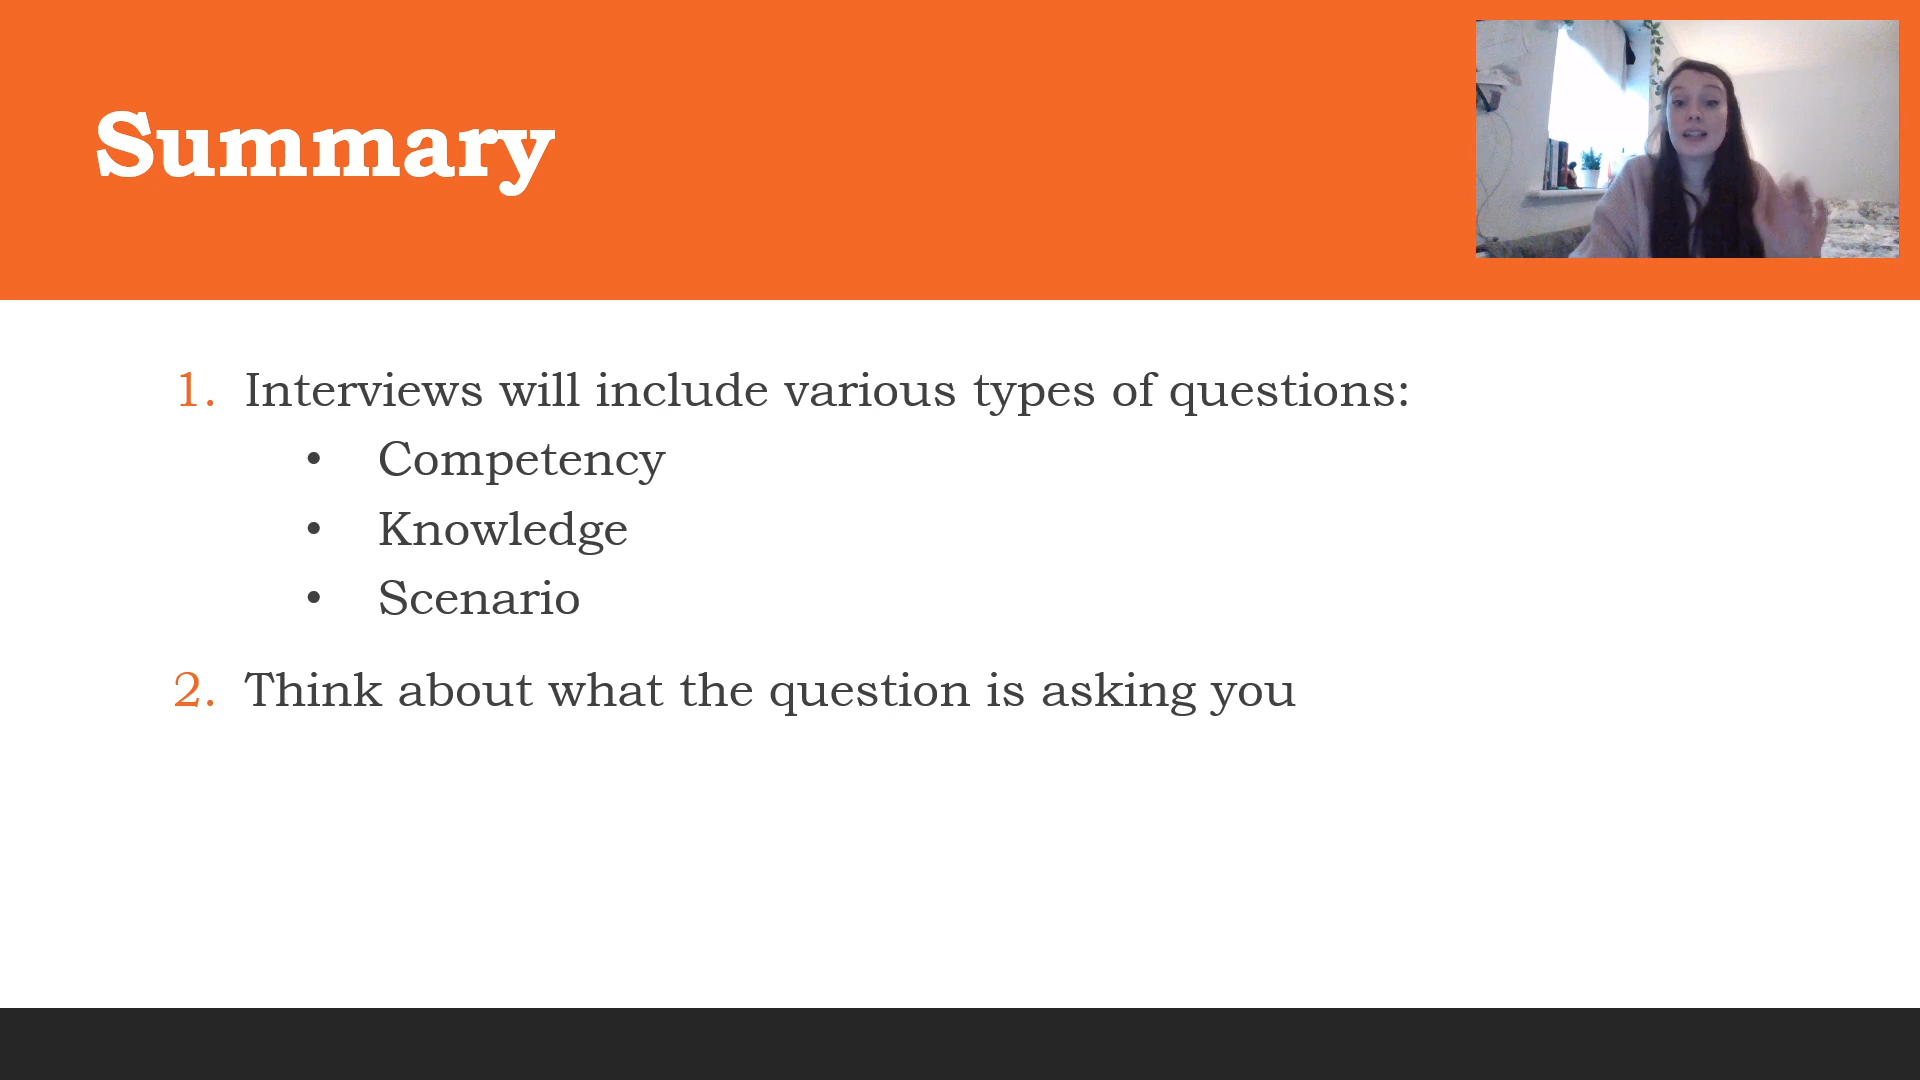 Summary
1. Interviews will include various types of questions:
• Competency
• Knowledge
• Scenario
2. Think about what the question is asking you